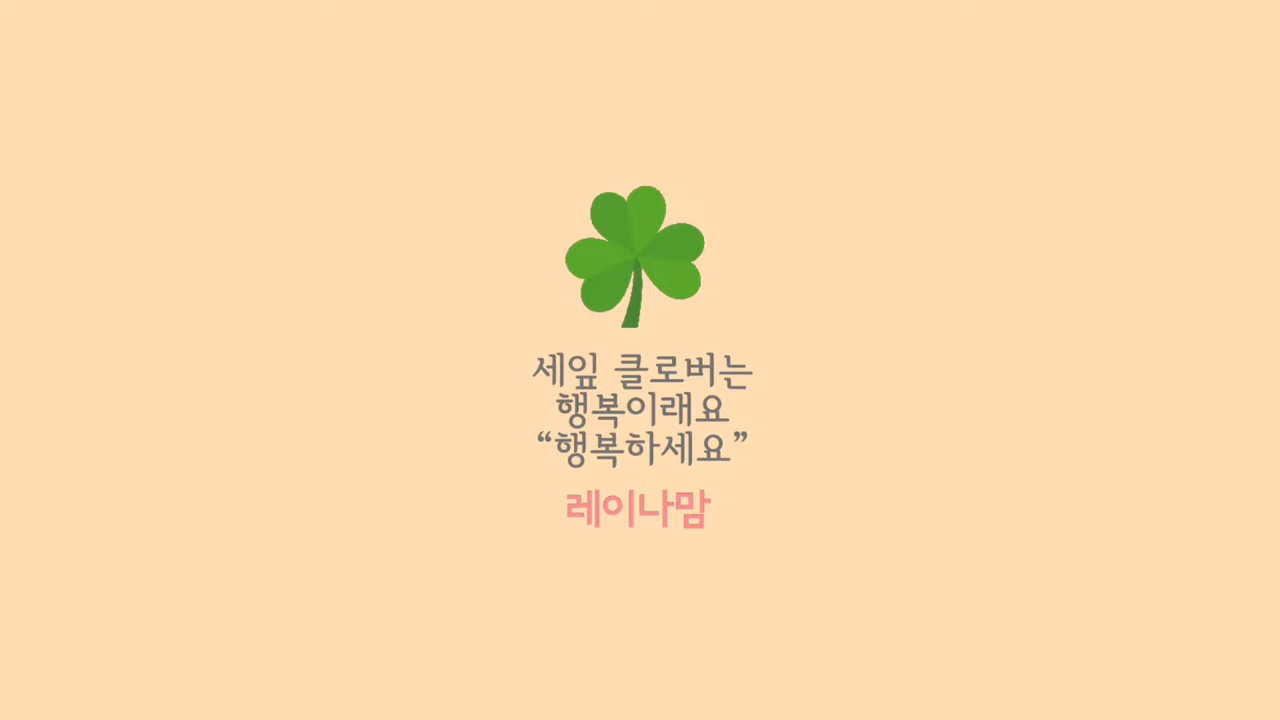 세잎 클로버는
행복이래요
“행복하세요”
레이나맘